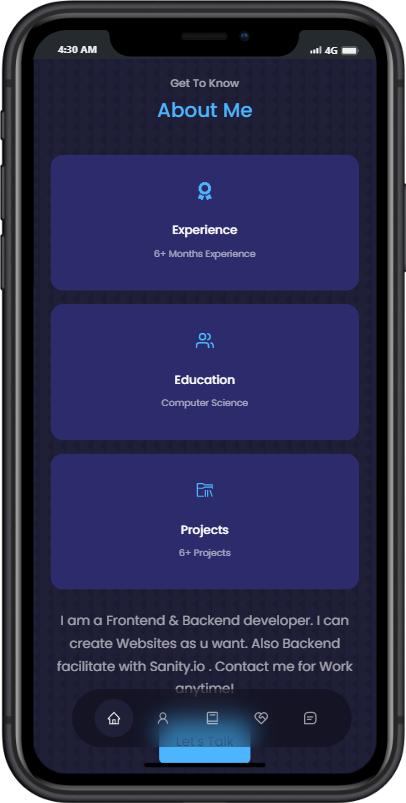 4:30 AM 4G
Get To Know
About Me
Experience
6+ Months Experience
Education
Computer Science
Projects
6+ Projects
I am a Frontend & Backend developer. I can
create Websites as u want. Also Backend
facilitate with Sanity.io . Contact me for Work
anytime!
Let's Talk